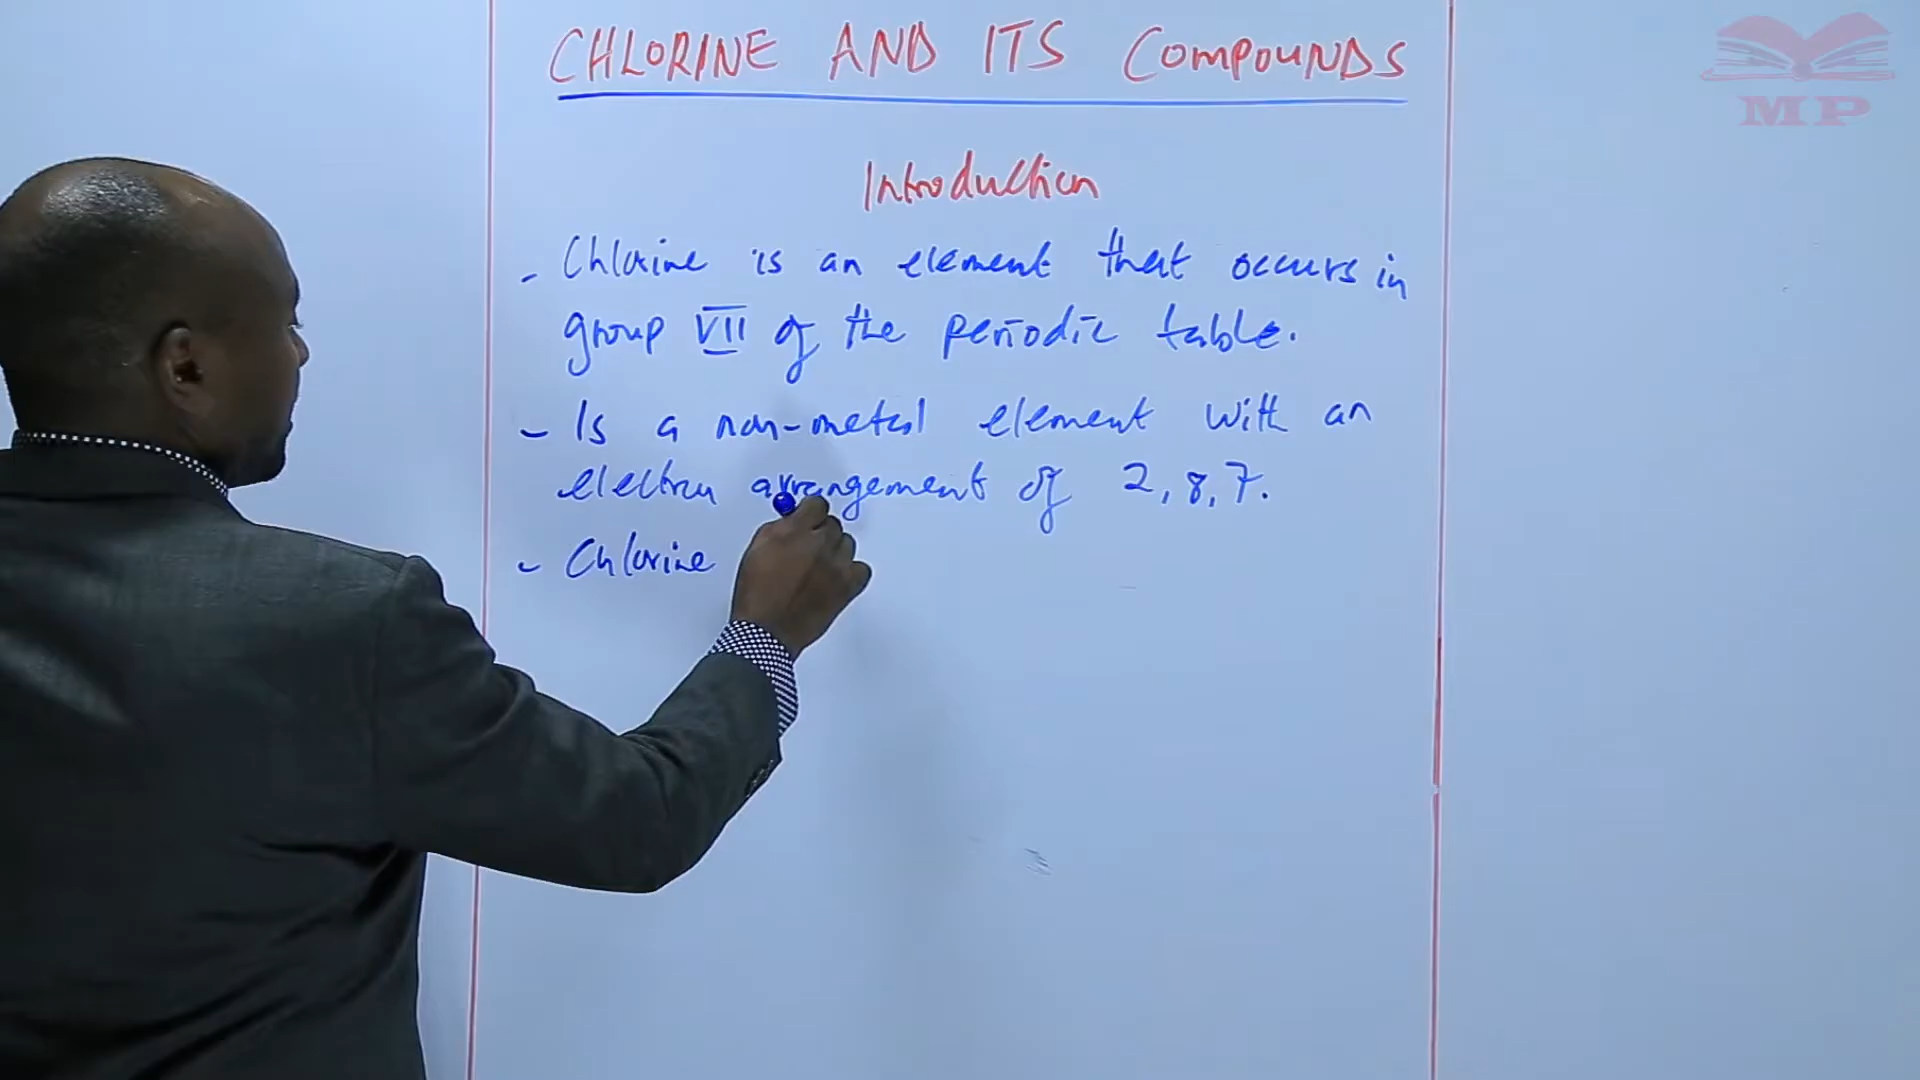 CHLORINE AND ITS COMPOUNDS
Introduction
- Chlorine is an element that occurs in
group VII of the periodic table.
- Is a non-metal element with an
electron arrangement of 2, 8, 7.
- Chlorine
MP